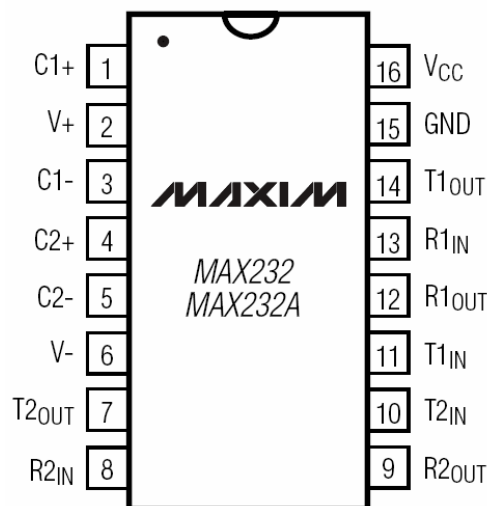 C1+ 1 16 VCC
V+ 2 15 GND
C1- 3 14 T1OUT
MAXIM
C2+ 4 13 R1IN
MAX232
C2- 5 12 R1OUT
MAX232A
V- 6 11 T1IN
T2OUT 7 10 T2IN
R2IN 8 9 R2OUT